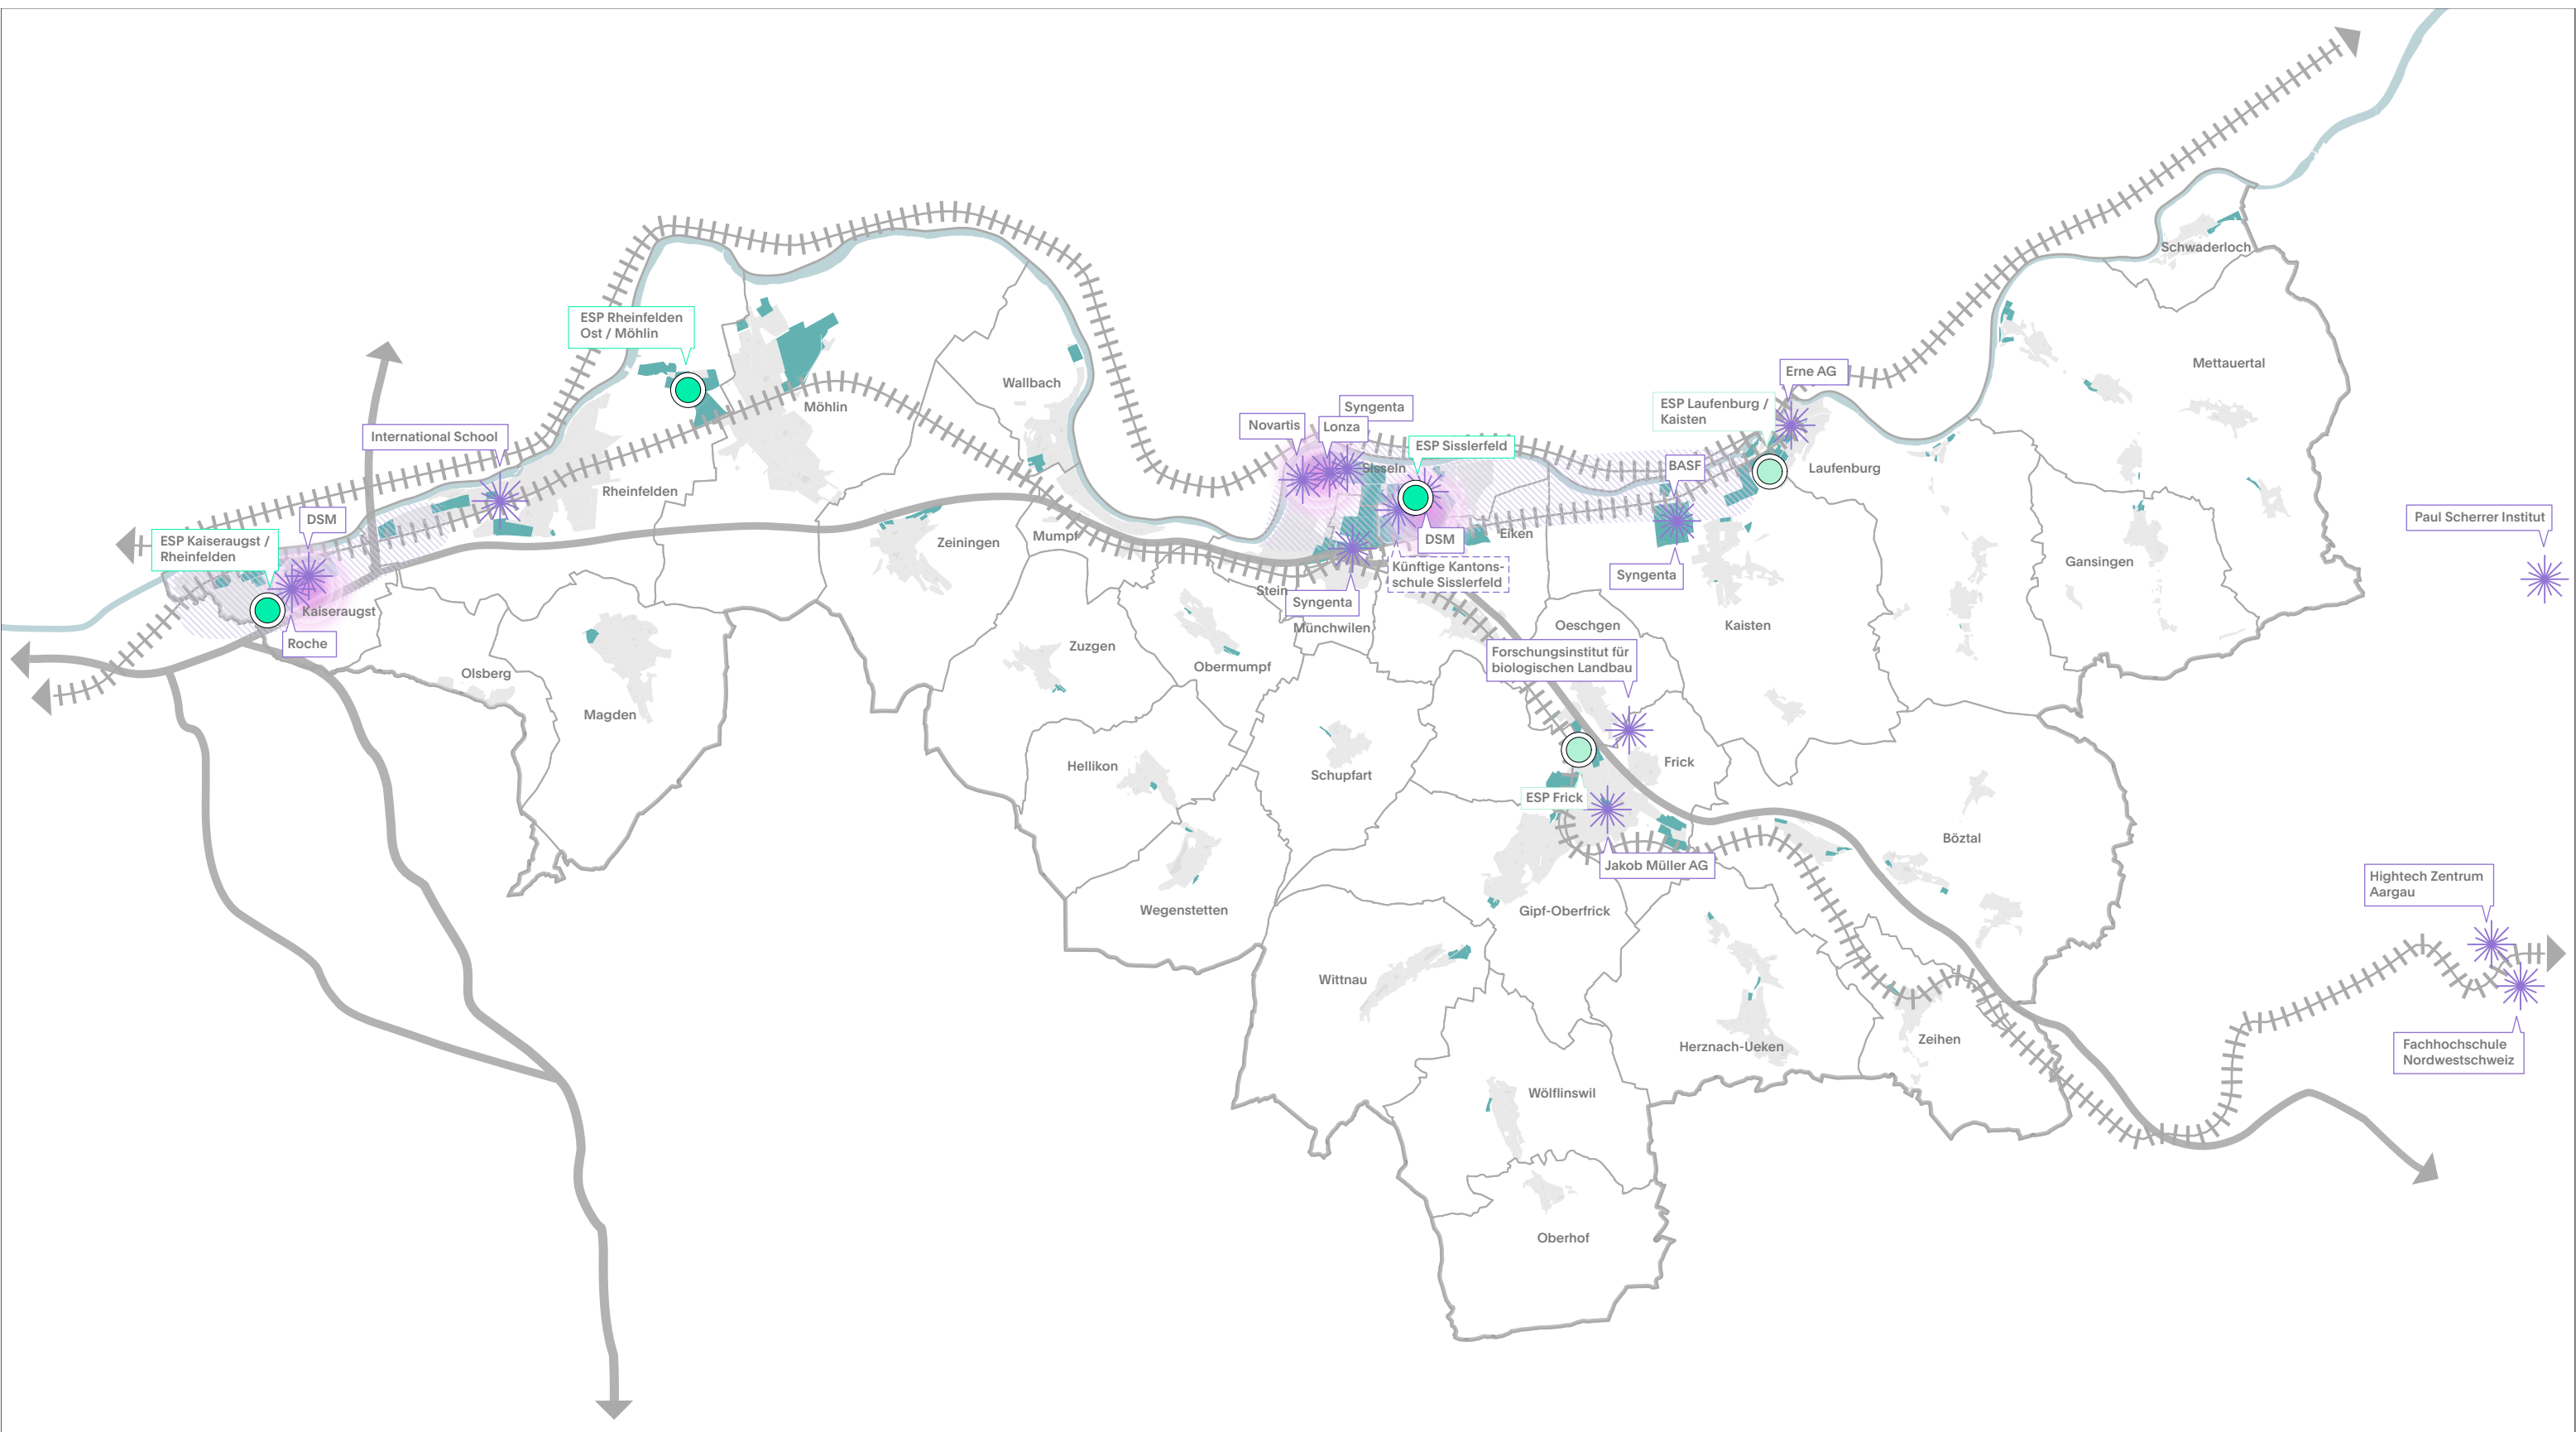 Schwaderloch
ESP Rheinfelden
Ost / Möhlin
Mettauertal
Erne AG
Wallbach
Möhlin
Syngenta
ESP Laufenburg /
Kaisten
Novartis
Lonza
International School
ESP Sisslerfeld
Sisseln
BASF
Laufenburg
Rheinfelden
DSM
Paul Scherrer Institut
ESP Kaiseraugst /
Rheinfelden
Zeiningen
Mumpf
DSM
Eiken
Gansingen
Künftige Kantons-
schule Sisslerfeld
Syngenta
Stein
Syngenta
Kaiseraugst
Münchwilen
Oeschgen
Kaisten
Roche
Zuzgen
Obermumpf
Forschungsinstitut für
biologischen Landbau
Olsberg
Magden
Hellikon
Schupfart
Frick
ESP Frick
Böztal
Jakob Müller AG
Hightech Zentrum
Aargau
Wegenstetten
Gipf-Oberfrick
Wittnau
Herznach-Ueken
Zeihen
Fachhochschule
Nordwestschweiz
Wölflinswil
Oberhof